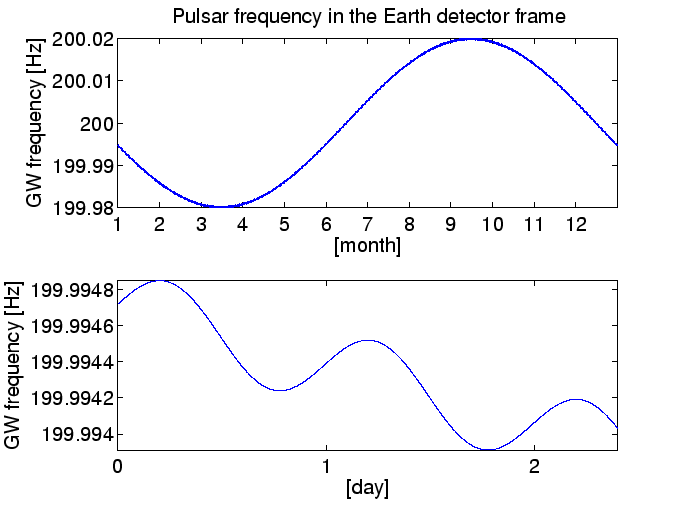 Pulsar frequency in the Earth detector frame
GW frequency [Hz]
200.02
200.01
200
199.99
199.98
1 2 3 4 5 6 7 8 9 10 11 12
[month]
GW frequency [Hz]
199.9948
199.9946
199.9944
199.9942
199.994
0 1 2
[day]